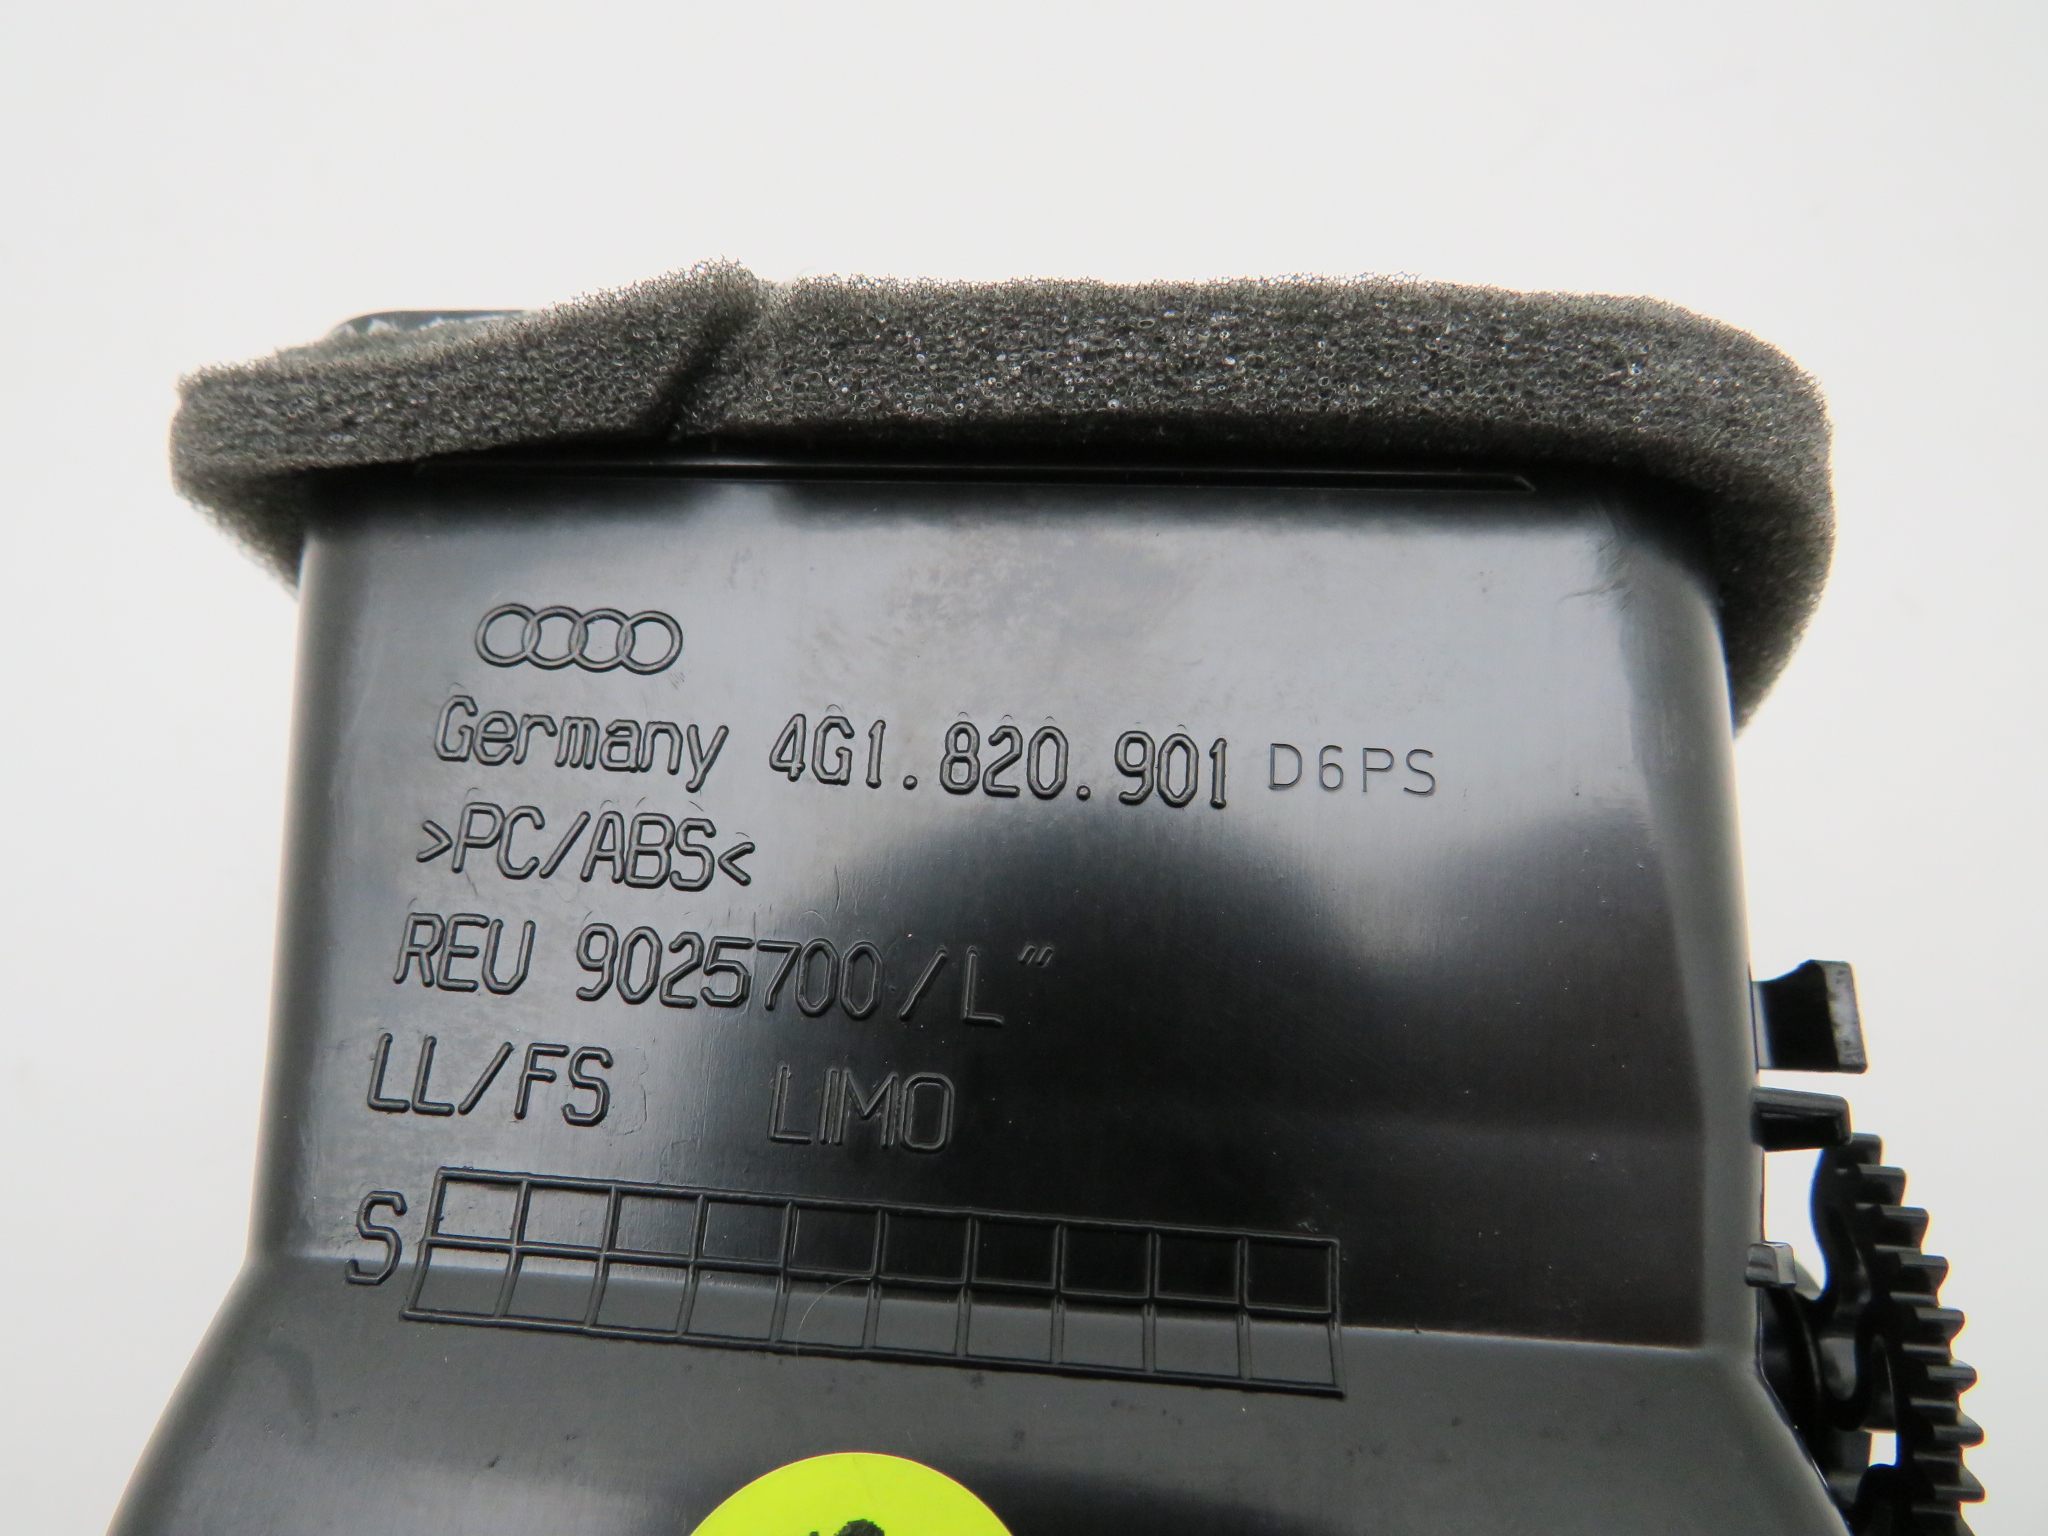 Germany 4G1.820.901 D6PS
>PC/ABS<
REU 9025700/L"
LL/FS LIMO
S